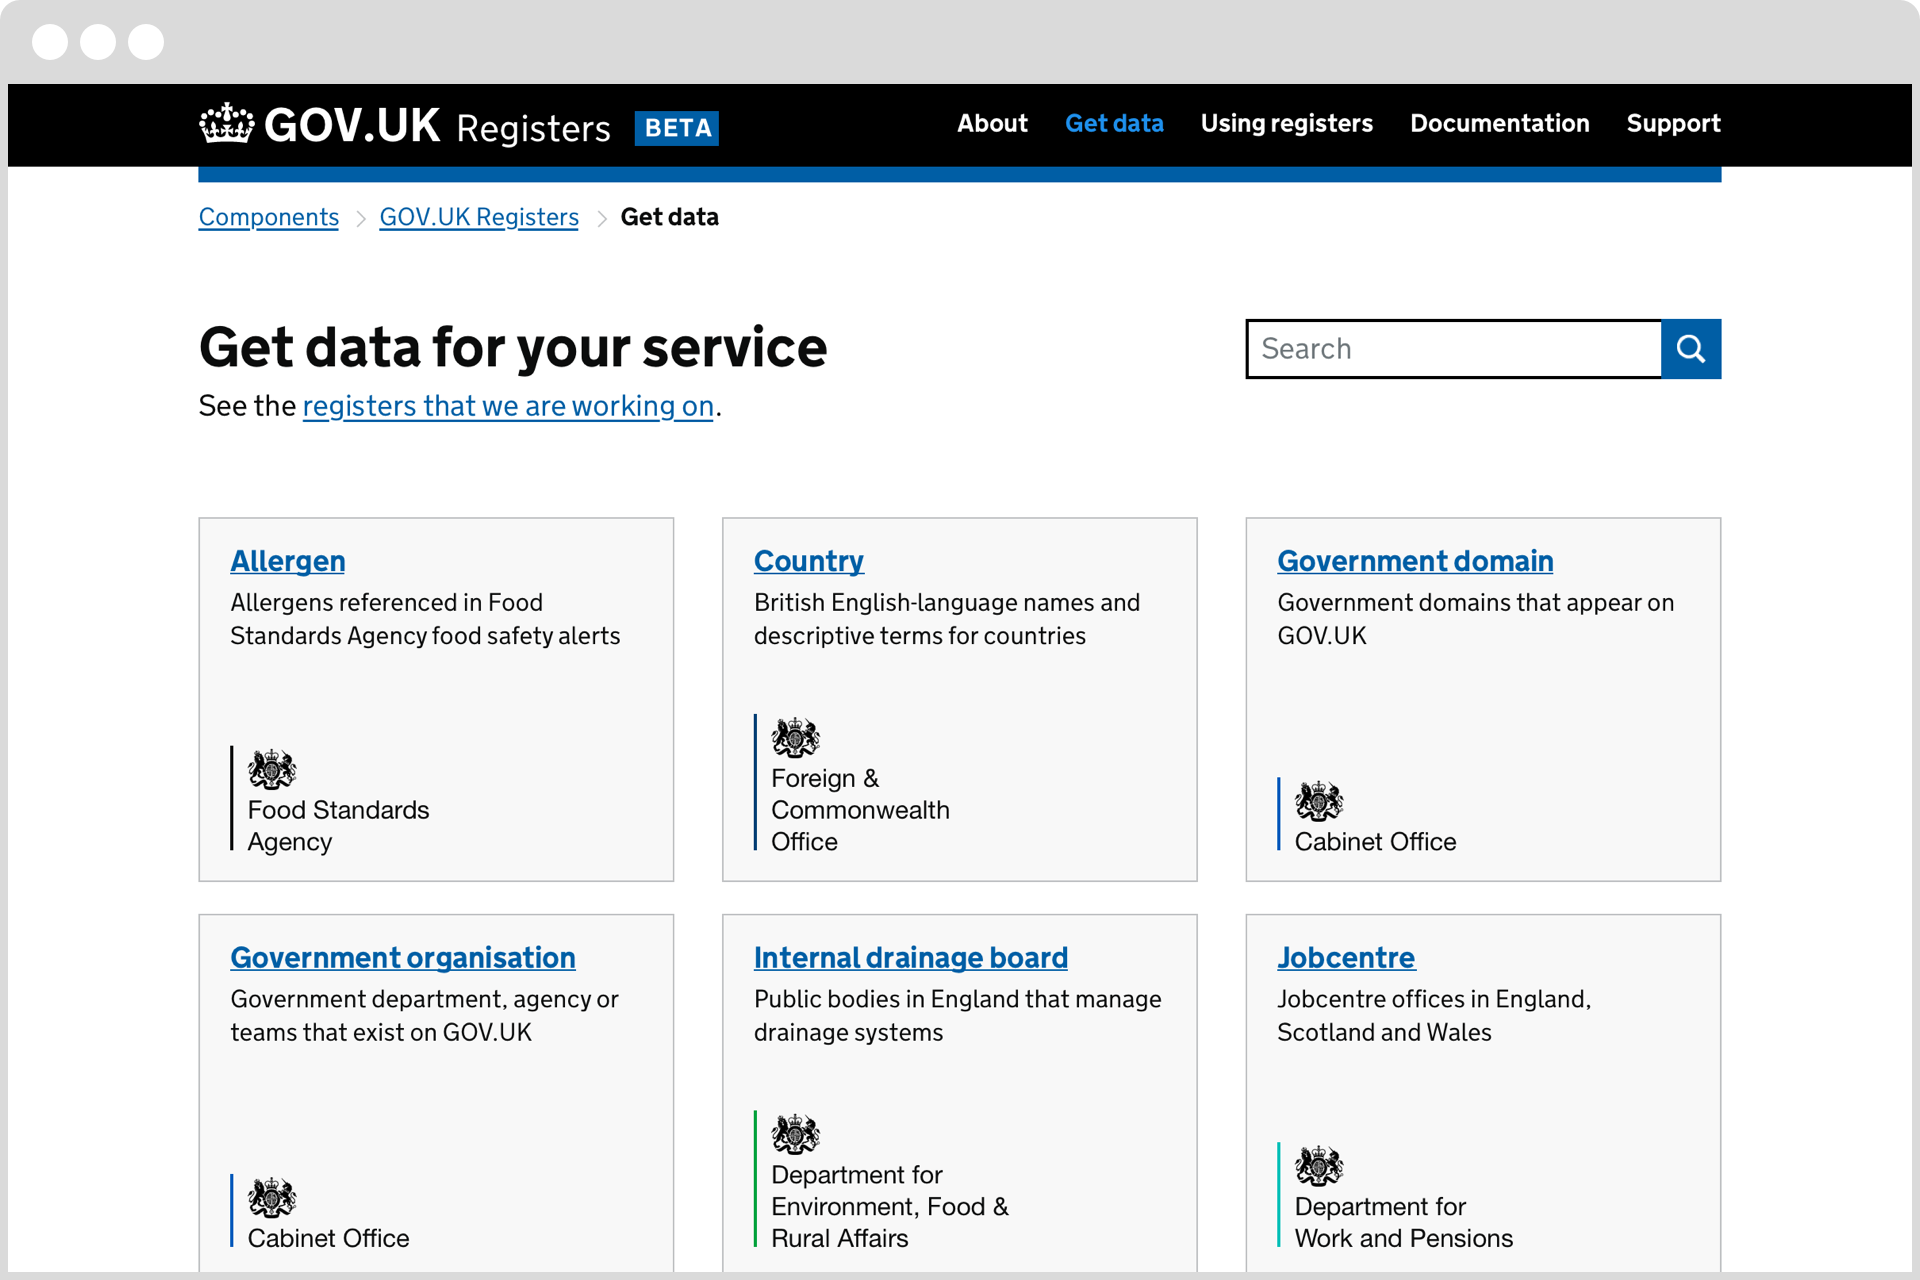 GOV.UK Registers BETA
About Get data Using registers Documentation Support
Components GOV.UK Registers Get data
Get data for your service
Search
See the registers that we are working on.
Allergen
Allergens referenced in Food
Standards Agency food safety alerts
Food Standards
Agency
Country
British English-language names and
descriptive terms for countries
Foreign &
Commonwealth
Office
Government domain
Government domains that appear on
GOV.UK
Cabinet Office
Government organisation
Government department, agency or
teams that exist on GOV.UK
Cabinet Office
Internal drainage board
Public bodies in England that manage
drainage systems
Department for
Environment, Food &
Rural Affairs
Jobcentre
Jobcentre offices in England,
Scotland and Wales
Department for
Work and Pensions